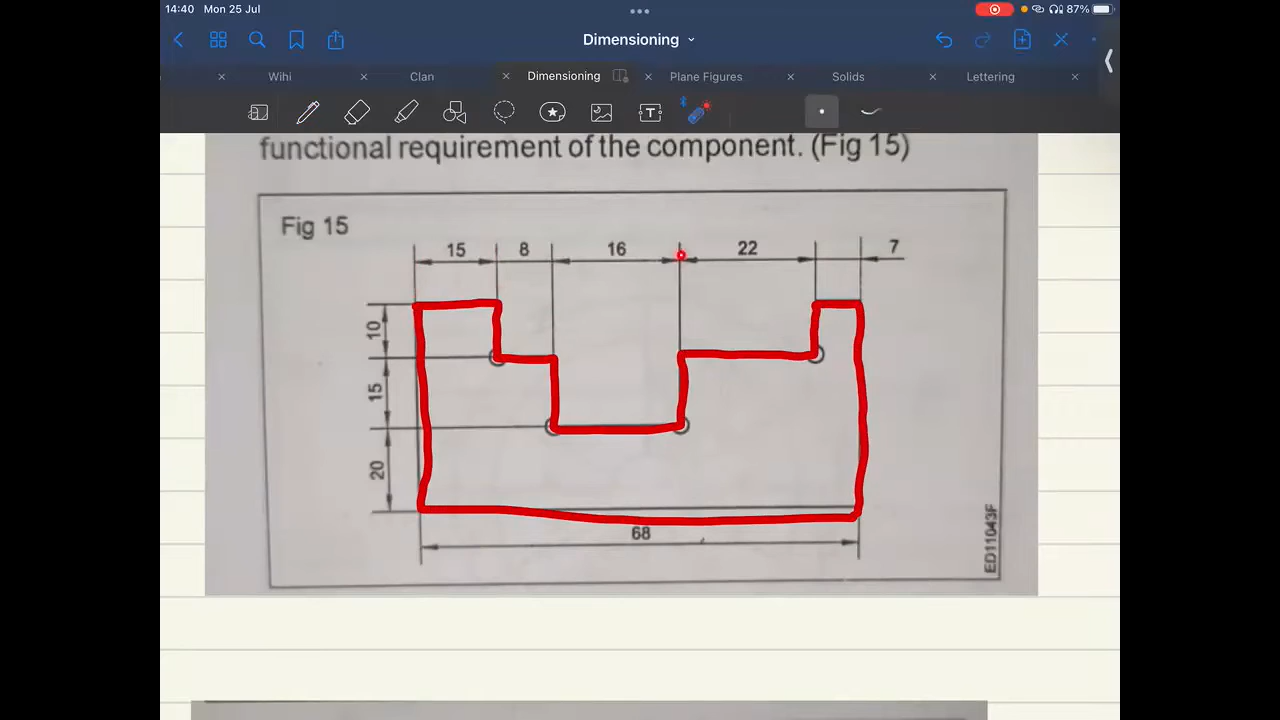 14:40 Mon 25 Jul
87%
Dimensioning
Wihi
Clan
Dimensioning
Plane Figures
Solids
Lettering
functional requirement of the component. (Fig 15)
Fig 15
15 8 16 22 7
10
15
20
68
ED11043F